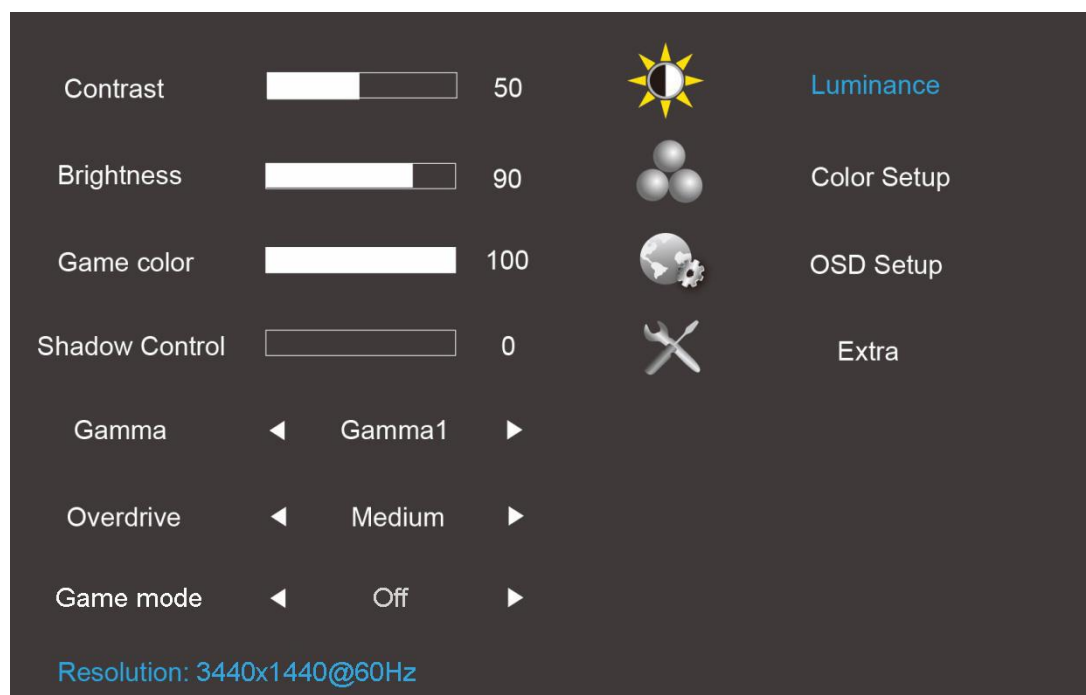 Contrast 50 Luminance
Brightness 90 Color Setup
Game color 100 OSD Setup
Shadow Control 0 Extra
Gamma Gamma1
Overdrive Medium
Game mode Off
Resolution: 3440x1440@60Hz